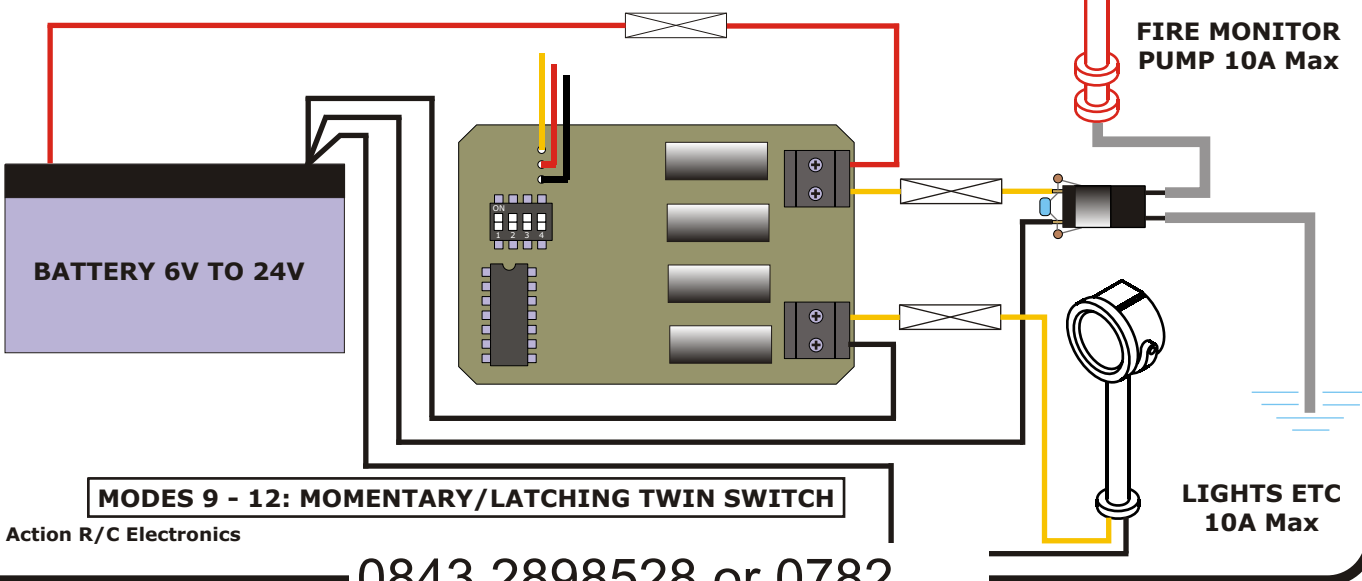 FIRE MONITOR
PUMP 10A Max
ON
1 2 3 4
BATTERY 6V TO 24V
MODES 9 - 12: MOMENTARY/LATCHING TWIN SWITCH
LIGHTS ETC
10A Max
Action R/C Electronics
0843 2898528 or 0782